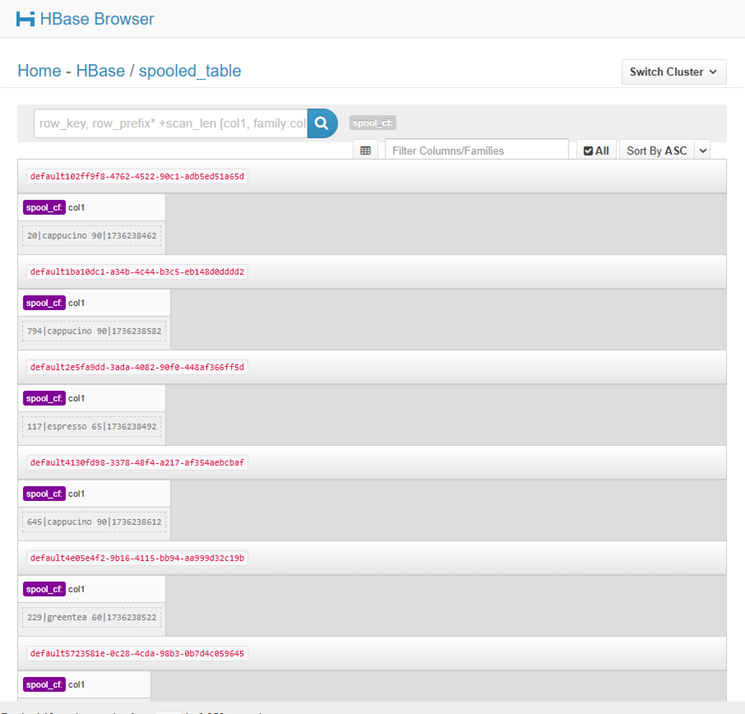 HBase Browser
Home - HBase / spooled_table
Switch Cluster
row_key, row_prefix* +scan_len [col1, family:col
spool_cf:
Filter Columns/Families
All
Sort By ASC
default102ff9f8-4762-4522-90c1-adb5ed51a65d
spool_cf: col1
20|cappucino 90|1736238462
default1ba10dc1-a34b-4c44-b3c5-eb148d0dddd2
spool_cf: col1
794|cappucino 90|1736238582
default2e5fa9dd-3ada-4082-90f0-448af366ff5d
spool_cf: col1
117|espresso 65|1736238492
default4130fd98-3378-48f4-a217-af354aebcbaf
spool_cf: col1
645|cappucino 90|1736238612
default4e05e4f2-9b16-4115-bb94-aa999d32c19b
spool_cf: col1
229|greentea 60|1736238522
default5723581e-0c28-4cda-98b3-0b7d4c059645
spool_cf: col1